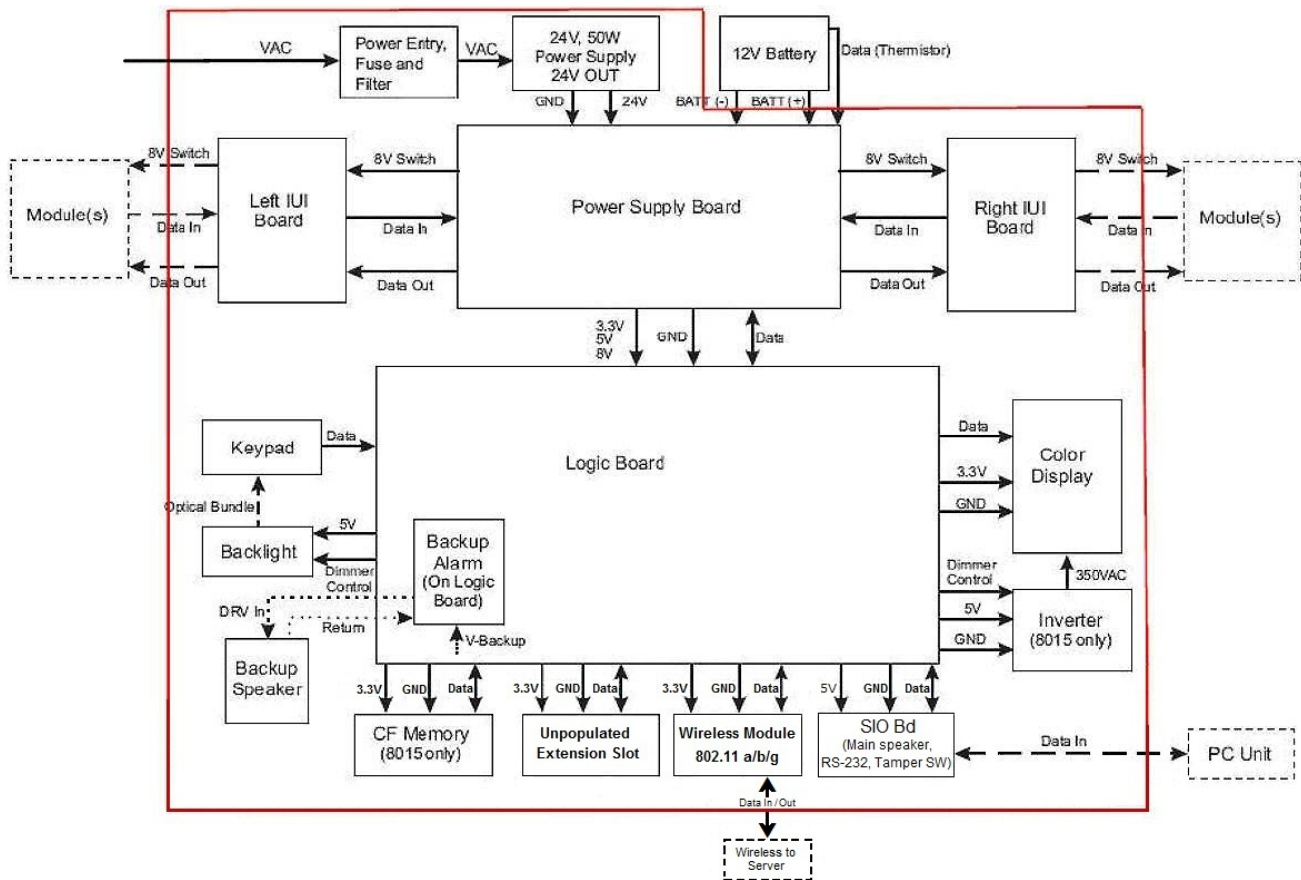 VAC
Power Entry,
Fuse and
Filter
VAC
24V, 50W
Power Supply
24V OUT
12V Battery
Data (Thermistor)
GND
24V
BATT (-)
BATT (+)
8V Switch
8V Switch
8V Switch
8V Switch
Module(s)
Left IUI
Board
Power Supply Board
Right IUI
Board
Module(s)
Data In
Data In
Data In
Data In
Data Out
Data Out
Data Out
Data Out
3.3V
5V
8V
GND
Data
Keypad
Data
Logic Board
Data
Color
Display
3.3V
GND
Optical Bundle
5V
Backlight
Dimmer
Control
Backup
Alarm
(On Logic
Board)
Dimmer
Control
350VAC
DRV In
Return
V-Backup
5V
Inverter
(8015 only)
GND
Backup
Speaker
3.3V
GND
Data
3.3V
GND
Data
3.3V
GND
Data
5V
GND
Data
CF Memory
(8015 only)
Unpopulated
Extension Slot
Wireless Module
802.11 a/b/g
SIO Bd
(Main speaker,
RS-232, Tamper SW)
Data In
PC Unit
Data In / Out
Wireless to
Server